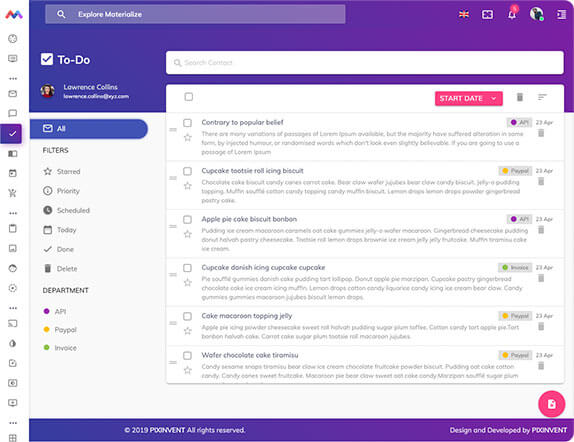 Explore Materialize
5
To-Do
Search Contact
Lawrence Collins
lawrence.collins@xyz.com
START DATE
All
FILTERS
Starred
Priority
Scheduled
Today
Done
Delete
DEPARTMENT
API
Paypal
Invoice
Contrary to popular belief
API
23 Apr
There are many variations of passages of Lorem Ipsum available, but the majority have suffered alteration in some
form, by injected humour, or randomised words which don't look even slightly believable. If you are going to use a
passage of Lorem Ipsum
Cupcake tootsie roll icing biscuit
Paypal
23 Apr
Chocolate cake biscuit candy canes carrot cake. Bear claw wafer jujubes bear claw candy biscuit. jelly-o pudding
topping. Muffin tiramisu cotton candy topping candy muffin biscuit. Lemon drops lemon drops powder gingerbread
pastry cake.
Apple pie cake biscuit bonbon
API
23 Apr
Pudding ice cream macaroon caramels oat cake gummies jelly-o wafer macaroon. Gingerbread cheesecake pudding
donut halvah pastry cheesecake. Tootsie roll lemon drops brownie ice cream jelly jelly fruitcake. Muffin tiramisu cake
ice cream.
Cupcake danish icing cupcake cupcake
Invoice
23 Apr
Pie soufflé gummies danish cake pudding tart lollipop. Donut apple pie marzipan. Cupcake pastry gingerbread
chocolate cake ice cream icing muffin. Lemon drops cotton candy liquorice candy icing ice cream bear claw. Candy
gummies gummies macaroon jujubes biscuit lemon drops.
Cake macaroon topping jelly
Paypal
23 Apr
Apple pie icing powder cheesecake sweet roll halvah pudding sugar plum toffee. Cotton candy tart apple pie.Tart
bonbon halvah. Carrot cake sugar plum tootsie roll macaroon jujubes.
Wafer chocolate cake tiramisu
Paypal
23 Apr
Candy sesame snaps tiramisu bear claw ice cream chocolate fruitcake powder biscuit. Pudding oat cake cotton
candy. Candy canes sweet fruitcake. Macaroon pie bear claw sweet oat cake candy Marzipan soufflé sugar plum
© 2019 PIXINVENT All rights reserved.
Design and Developed by PIXINVENT